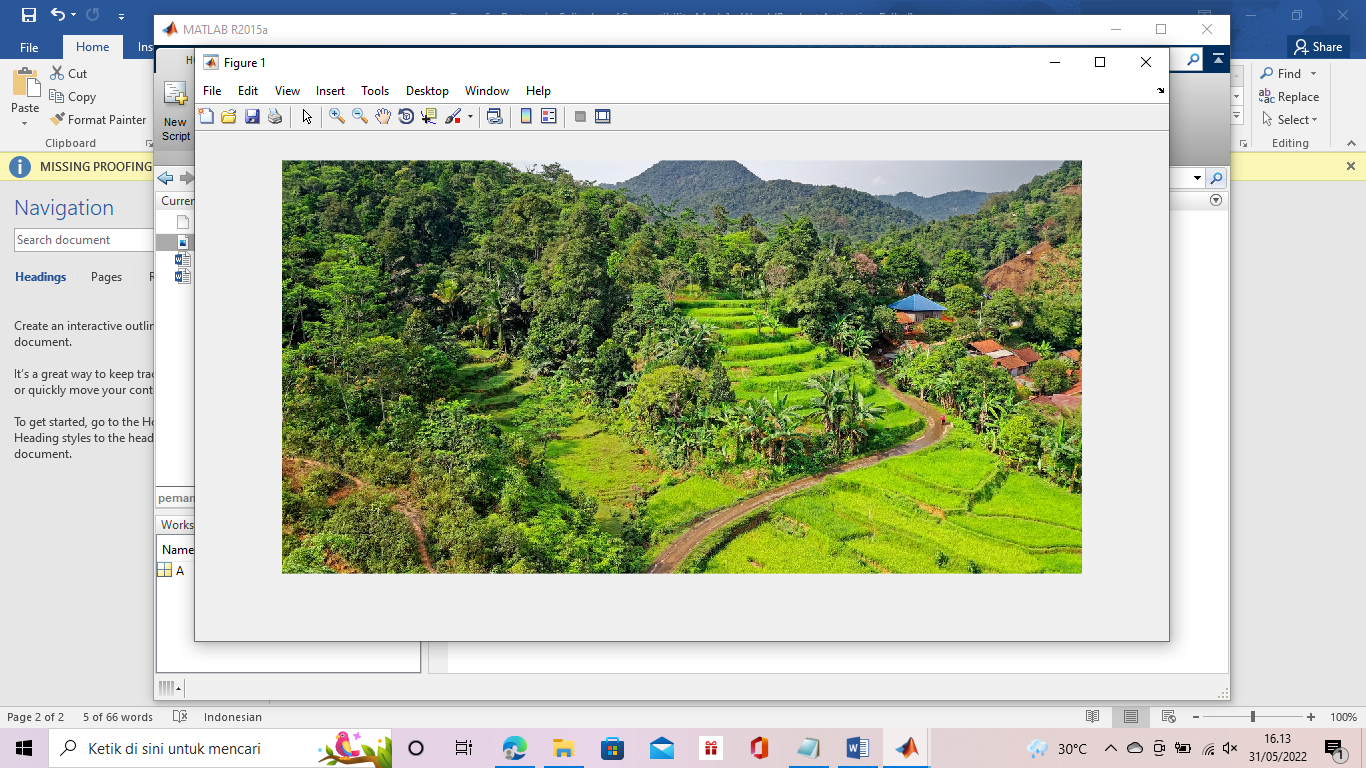 File
Home
Ins
Share
Cut
Copy
Format Painter
Paste
Clipboard
Find
Replace
Select
Editing
MISSING PROOFING
Navigation
Search document
Headings
Pages
R
Create an interactive outlin
document.
It's a great way to keep trac
or quickly move your cont
To get started, go to the Ho
Heading styles to the head
document.
MATLAB R2015a
New
Script
Curren
peman
Works
Name
A
Figure 1
File Edit View Insert Tools Desktop Window Help
Page 2 of 2
5 of 66 words
Indonesian
100%
Ketik di sini untuk mencari
30°C
16.13
31/05/2022
1